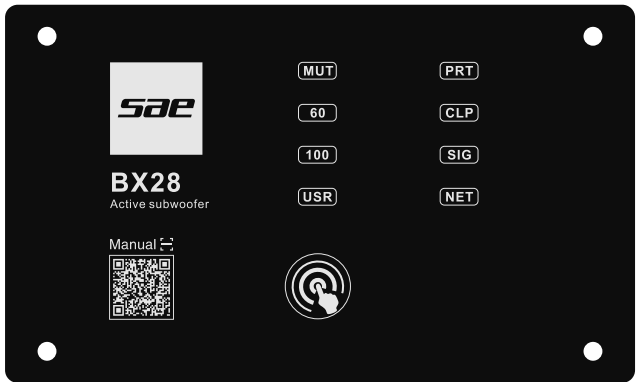 sae
BX28
Active subwoofer
Manual
MUT
60
100
USR
PRT
CLP
SIG
NET